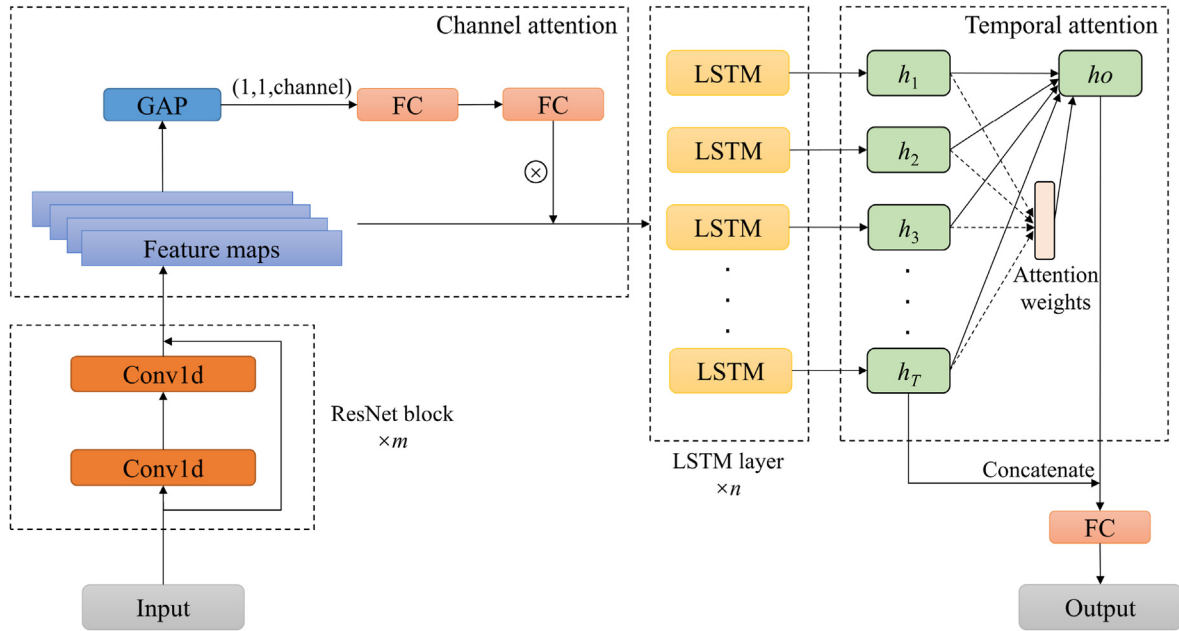 Channel attention
GAP
(1,1,channel)
FC
FC
×
Feature maps
Conv1d
Conv1d
ResNet block
×m
Input
LSTM
LSTM
LSTM
.
.
.
LSTM
LSTM layer
×n
Temporal attention
h1
h2
h3
.
.
.
hT
ho
Attention
weights
Concatenate
FC
Output